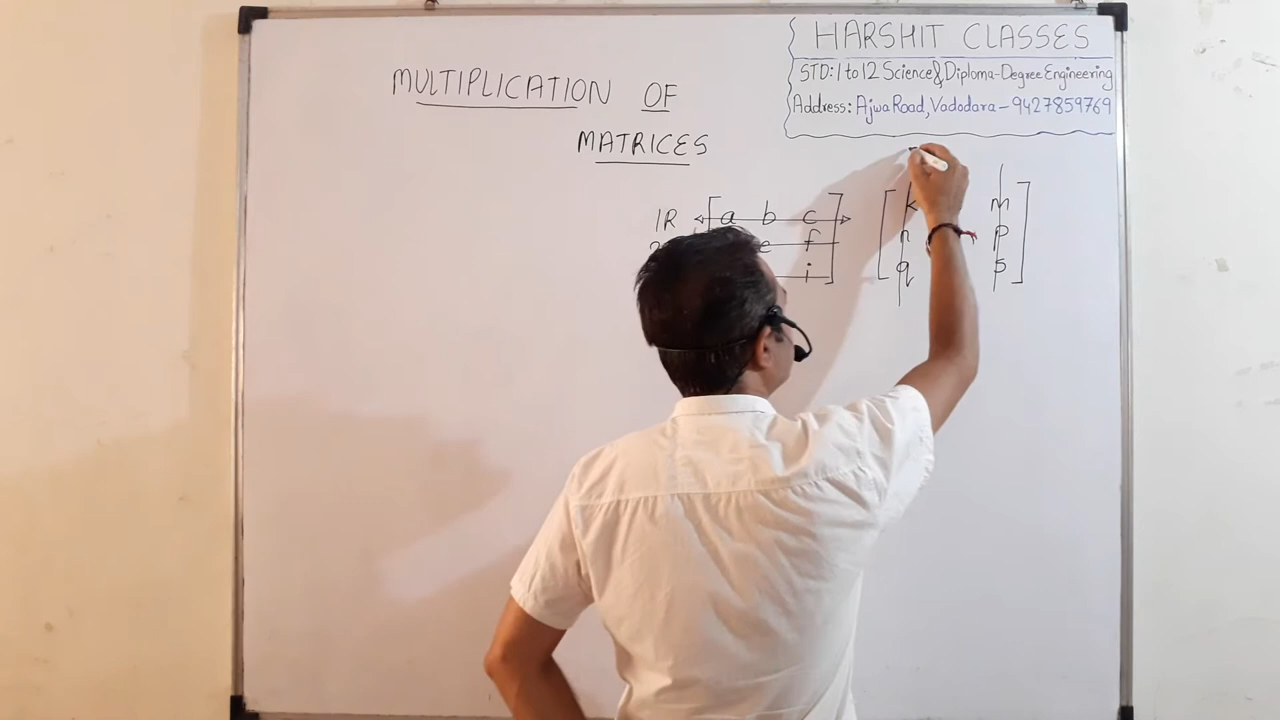 HARSHIT CLASSES
STD: 1 to 12 Science & Diploma-Degree Engineering
Address: Ajwa Road, Vadodara - 9427859769
MULTIPLICATION OF
MATRICES
1R a b c k m
e f n p
i q s